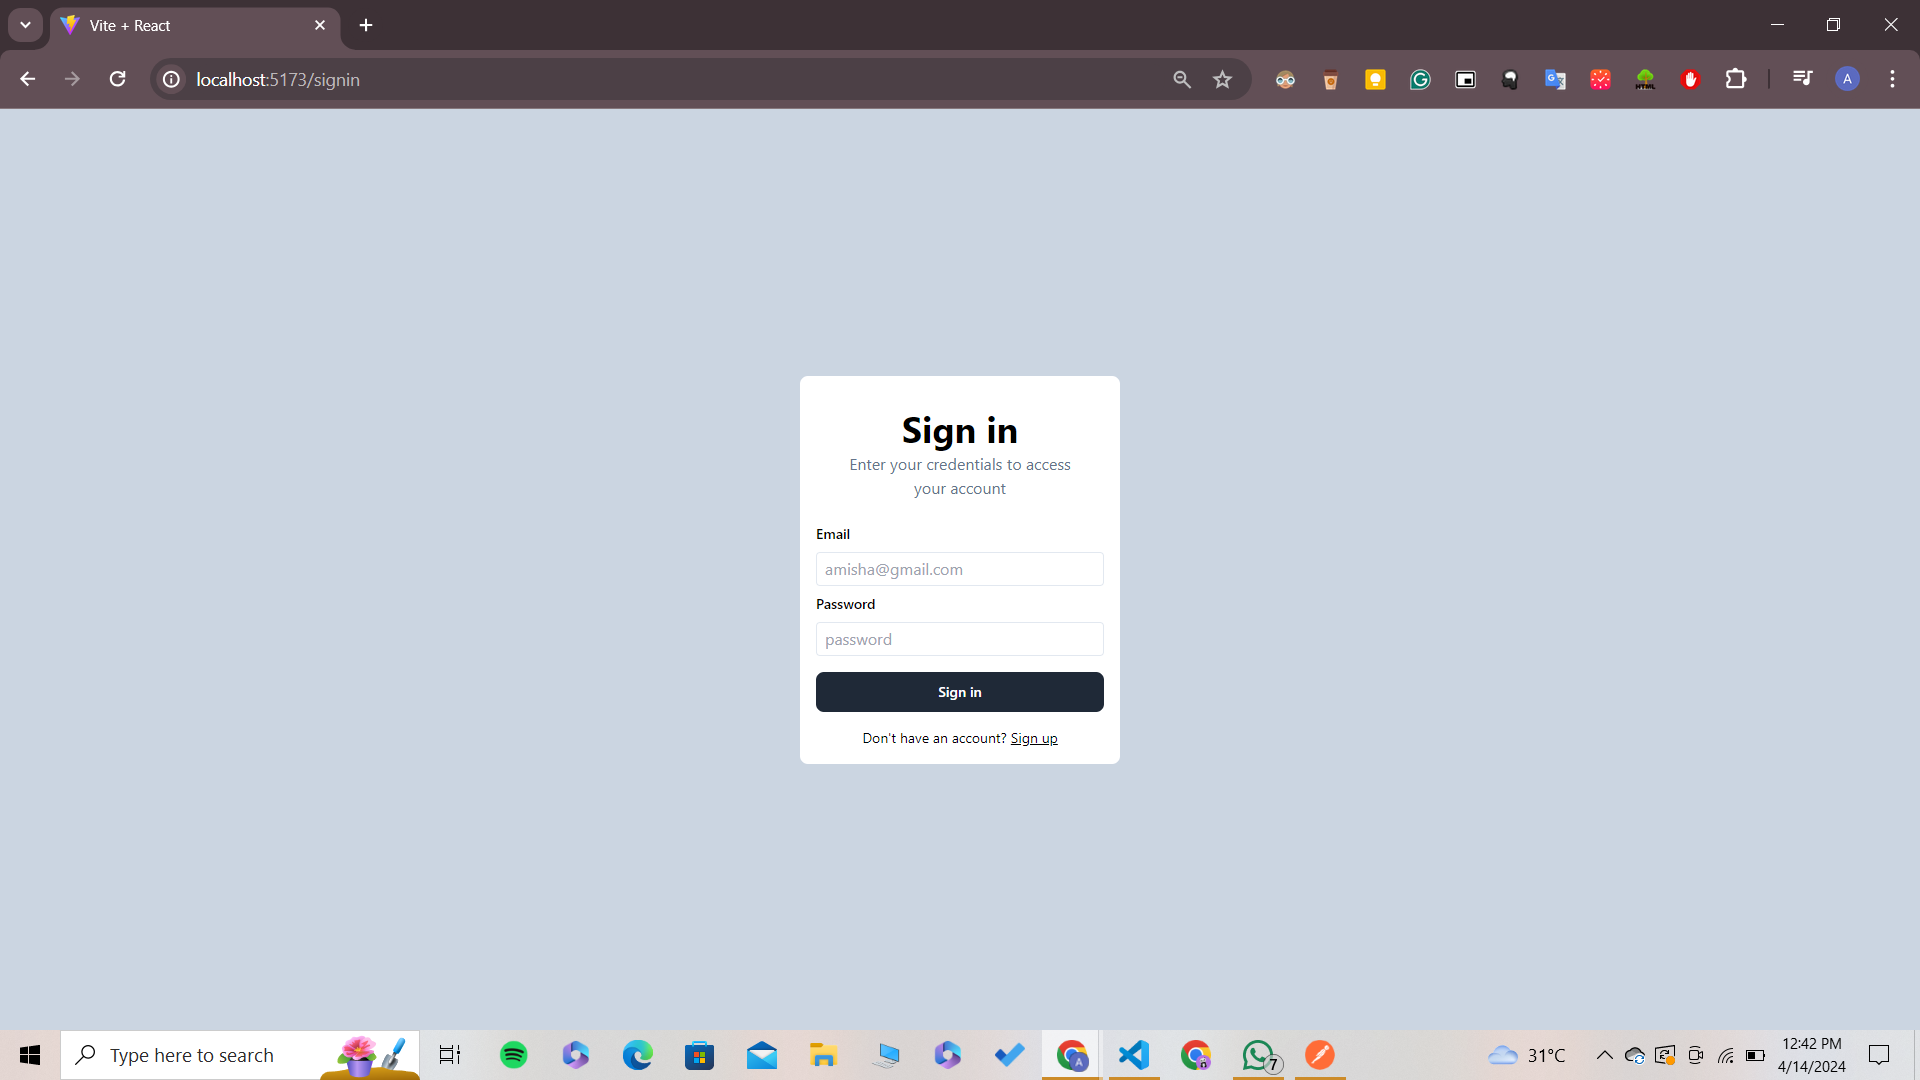 Vite + React
localhost:5173/signin
A
HTML
Sign in
Enter your credentials to access
your account
Email
amisha@gmail.com
Password
password
Sign in
Don't have an account? Sign up
Type here to search
A
7
31°C
12:42 PM
4/14/2024